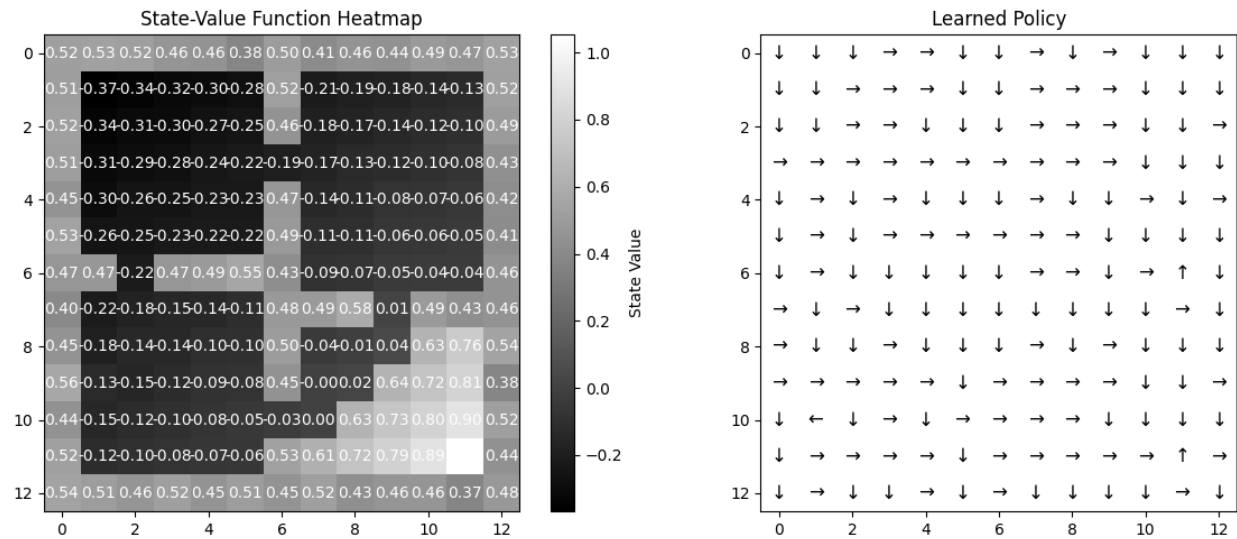 State-Value Function Heatmap
0 0.52 0.53 0.52 0.46 0.46 0.38 0.50 0.41 0.46 0.44 0.49 0.47 0.53
0.51 -0.37 -0.34 -0.32 -0.30 -0.28 0.52 -0.21 -0.19 -0.18 -0.14 -0.13 0.52
2 0.52 -0.34 -0.31 -0.30 -0.27 -0.25 0.46 -0.18 -0.17 -0.14 -0.12 -0.10 0.49
0.51 -0.31 -0.29 -0.28 -0.24 -0.22 -0.19 -0.17 -0.13 -0.12 -0.10 -0.08 0.43
4 0.45 -0.30 -0.26 -0.25 -0.23 -0.23 0.47 -0.14 -0.11 -0.08 -0.07 -0.06 0.42
0.53 -0.26 -0.25 -0.23 -0.22 -0.22 0.49 -0.11 -0.11 -0.06 -0.06 -0.05 0.41
6 0.47 0.47 -0.22 0.47 0.49 0.55 0.43 -0.09 -0.07 -0.05 -0.04 -0.04 0.46
0.40 -0.22 -0.18 -0.15 -0.14 -0.11 0.48 0.49 0.58 0.01 0.49 0.43 0.46
8 0.45 -0.18 -0.14 -0.14 -0.10 -0.10 0.50 -0.04 -0.01 0.04 0.63 0.76 0.54
0.56 -0.13 -0.15 -0.12 -0.09 -0.08 0.45 -0.00 0.02 0.64 0.72 0.81 0.38
10 0.44 -0.15 -0.12 -0.10 -0.08 -0.05 -0.03 0.00 0.63 0.73 0.80 0.90 0.52
0.52 -0.12 -0.10 -0.08 -0.07 -0.06 0.53 0.61 0.72 0.79 0.89 0.44
12 0.54 0.51 0.46 0.52 0.45 0.51 0.45 0.52 0.43 0.46 0.46 0.37 0.48
0 2 4 6 8 10 12
1.0
0.8
0.6
0.4
0.2
0.0
−0.2
State Value
Learned Policy
0 ↓ ↓ ↓ → → ↓ ↓ → ↓ → ↓ ↓ ↓
↓ ↓ → → → ↓ ↓ → → → ↓ ↓ ↓
2 ↓ ↓ → → ↓ ↓ ↓ → → → ↓ ↓ →
→ → → → → → → → → → ↓ ↓ ↓
4 ↓ → ↓ → ↓ ↓ ↓ → ↓ ↓ → ↓ →
↓ → ↓ → → → → → → ↓ ↓ ↓ ↓
6 ↓ → ↓ ↓ ↓ ↓ ↓ → → ↓ → ↑ ↓
→ ↓ → ↓ ↓ ↓ ↓ ↓ ↓ ↓ ↓ → ↓
8 → ↓ ↓ → ↓ ↓ ↓ → → ↓ ↓ ↓ ↓
→ → → → → ↓ → → → → ↓ ↓ →
10 ↓ ← ↓ → ↓ → → → → ↓ ↓ ↓ ↓
↓ → → → → ↓ → → → → → ↑ →
12 ↓ → ↓ ↓ → ↓ → ↓ ↓ ↓ ↓ → ↓
0 2 4 6 8 10 12